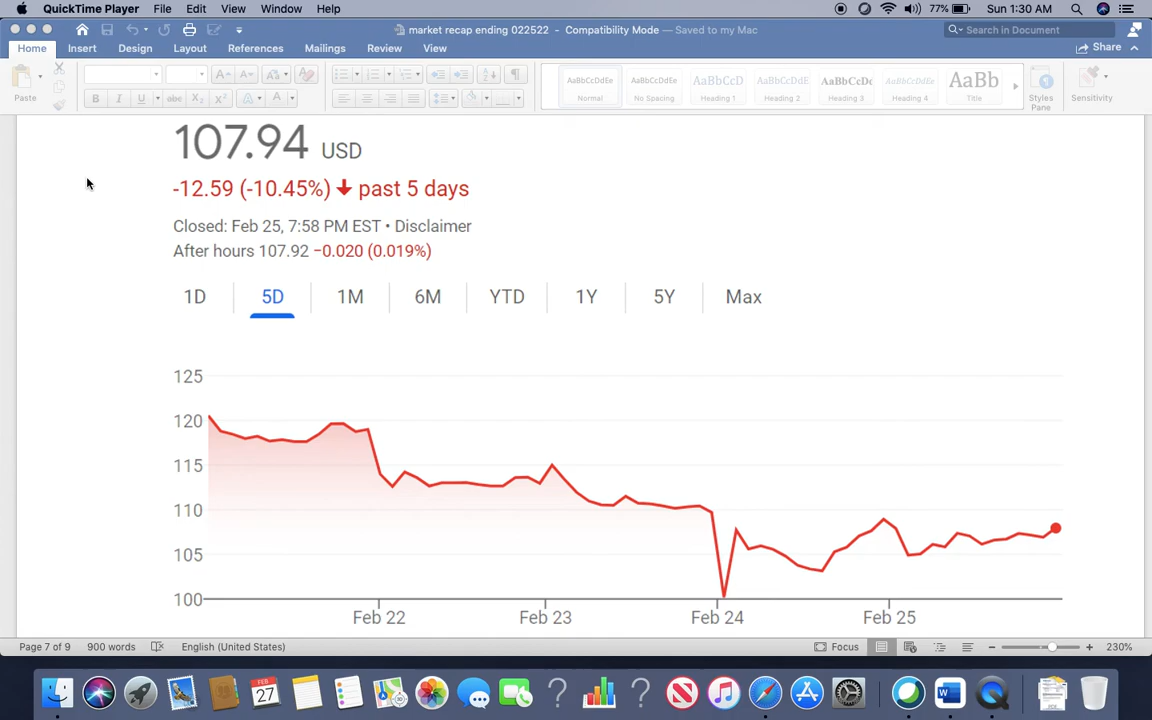 QuickTime Player File Edit View Window Help 77% Sun 1:30 AM
market recap ending 022522 - Compatibility Mode — Saved to my Mac
Search in Document
Home Insert Design Layout References Mailings Review View Share
Paste
AaBbCcDdEe AaBbCcDdEe AaBbCcD AaBbCcDdE AaBbCcDc AaBbCcDdEe AaBb
Normal No Spacing Heading 1 Heading 2 Heading 3 Heading 4 Title
Styles Pane
Sensitivity
B I U abc X2 X2 A A
107.94 USD
-12.59 (-10.45%) ↓ past 5 days
Closed: Feb 25, 7:58 PM EST • Disclaimer
After hours 107.92 −0.020 (0.019%)
1D 5D 1M 6M YTD 1Y 5Y Max
125
120
115
110
105
100
Feb 22 Feb 23 Feb 24 Feb 25
Page 7 of 9 900 words English (United States) Focus 230%
FEB
27